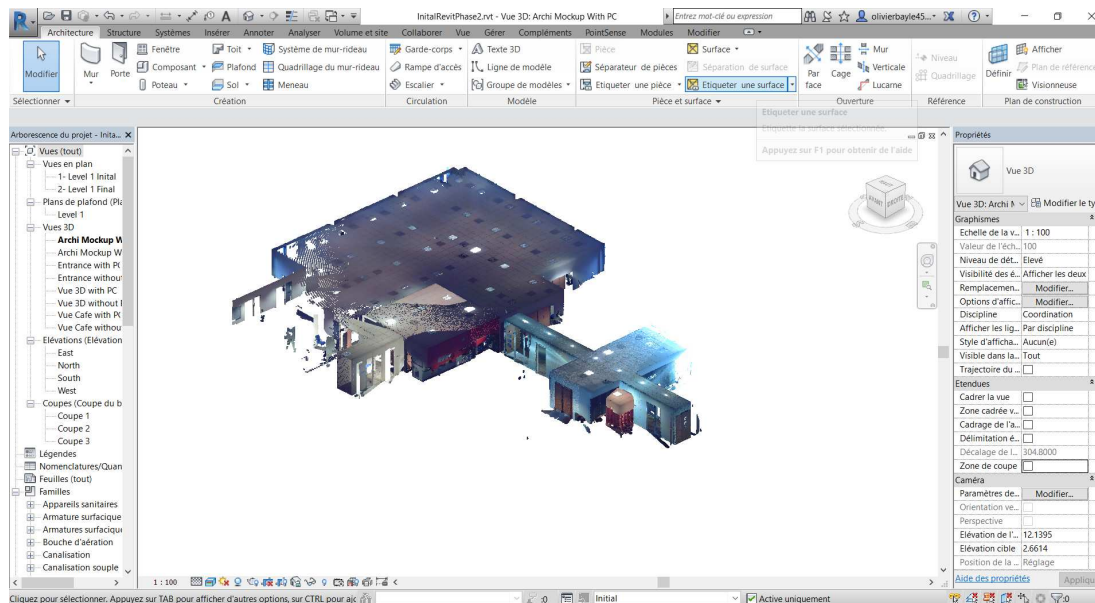 InitalRevitPhase2.rvt - Vue 3D: Archi Mockup With PC
Entrez mot-clé ou expression
olivierbayle45...
Architecture Structure Systèmes Insérer Annoter Analyser Volume et site Collaborer Vue Gérer Compléments PointSense Modules Modifier
Modifier
Mur
Porte
Fenêtre
Composant
Poteau
Toit
Plafond
Sol
Système de mur-rideau
Quadrillage du mur-rideau
Meneau
Garde-corps
Rampe d'accès
Escalier
Texte 3D
Ligne de modèle
Groupe de modèles
Pièce
Séparateur de pièces
Etiqueter une pièce
Surface
Séparation de surface
Etiqueter une surface
Par face
Cage
Mur
Verticale
Lucarne
Niveau
Quadrillage
Définir
Afficher
Plan de référence
Visionneuse
Sélectionner
Création
Circulation
Modèle
Pièce et surface
Ouverture
Référence
Plan de construction
Etiqueter une surface
Etiquette la surface sélectionnée.
Appuyez sur F1 pour obtenir de l'aide
Arborescence du projet - Inita...
Vues (tout)
Vues en plan
1- Level 1 Inital
2- Level 1 Final
Plans de plafond (Pla
Level 1
Vues 3D
Archi Mockup W
Archi Mockup W
Entrance with PC
Entrance without
Vue 3D with PC
Vue 3D without
Vue Cafe with PC
Vue Cafe withou
Elévations (Elévation
East
North
South
West
Coupes (Coupe du b
Coupe 1
Coupe 2
Coupe 3
Légendes
Nomenclatures/Quan
Feuilles (tout)
Familles
Appareils sanitaires
Armature surfacique
Armatures surfacique
Bouche d'aération
Canalisation
Canalisation souple
AVANT
DROITE
Propriétés
Vue 3D
Vue 3D: Archi M
Modifier le ty
Graphismes
Echelle de la v... 1 : 100
Valeur de l'éch... 100
Niveau de dét... Elevé
Visibilité des é... Afficher les deux
Remplacemen... Modifier...
Options d'affic... Modifier...
Discipline Coordination
Afficher les lig... Par discipline
Style d'afficha... Aucun(e)
Visible dans la... Tout
Trajectoire du ...
Etendues
Cadrer la vue
Zone cadrée v...
Cadrage de l'a...
Délimitation é...
Décalage de l... 304.8000
Zone de coupe
Caméra
Paramètres de... Modifier...
Orientation ve...
Perspective
Elévation de l'... 12.1395
Elévation cible 2.6614
Position de la ... Réglage
Aide des propriétés
Appliqu
1 : 100
Cliquez pour sélectionner. Appuyez sur TAB pour afficher d'autres options, sur CTRL pour ajc
:0
Initial
Active uniquement
:0